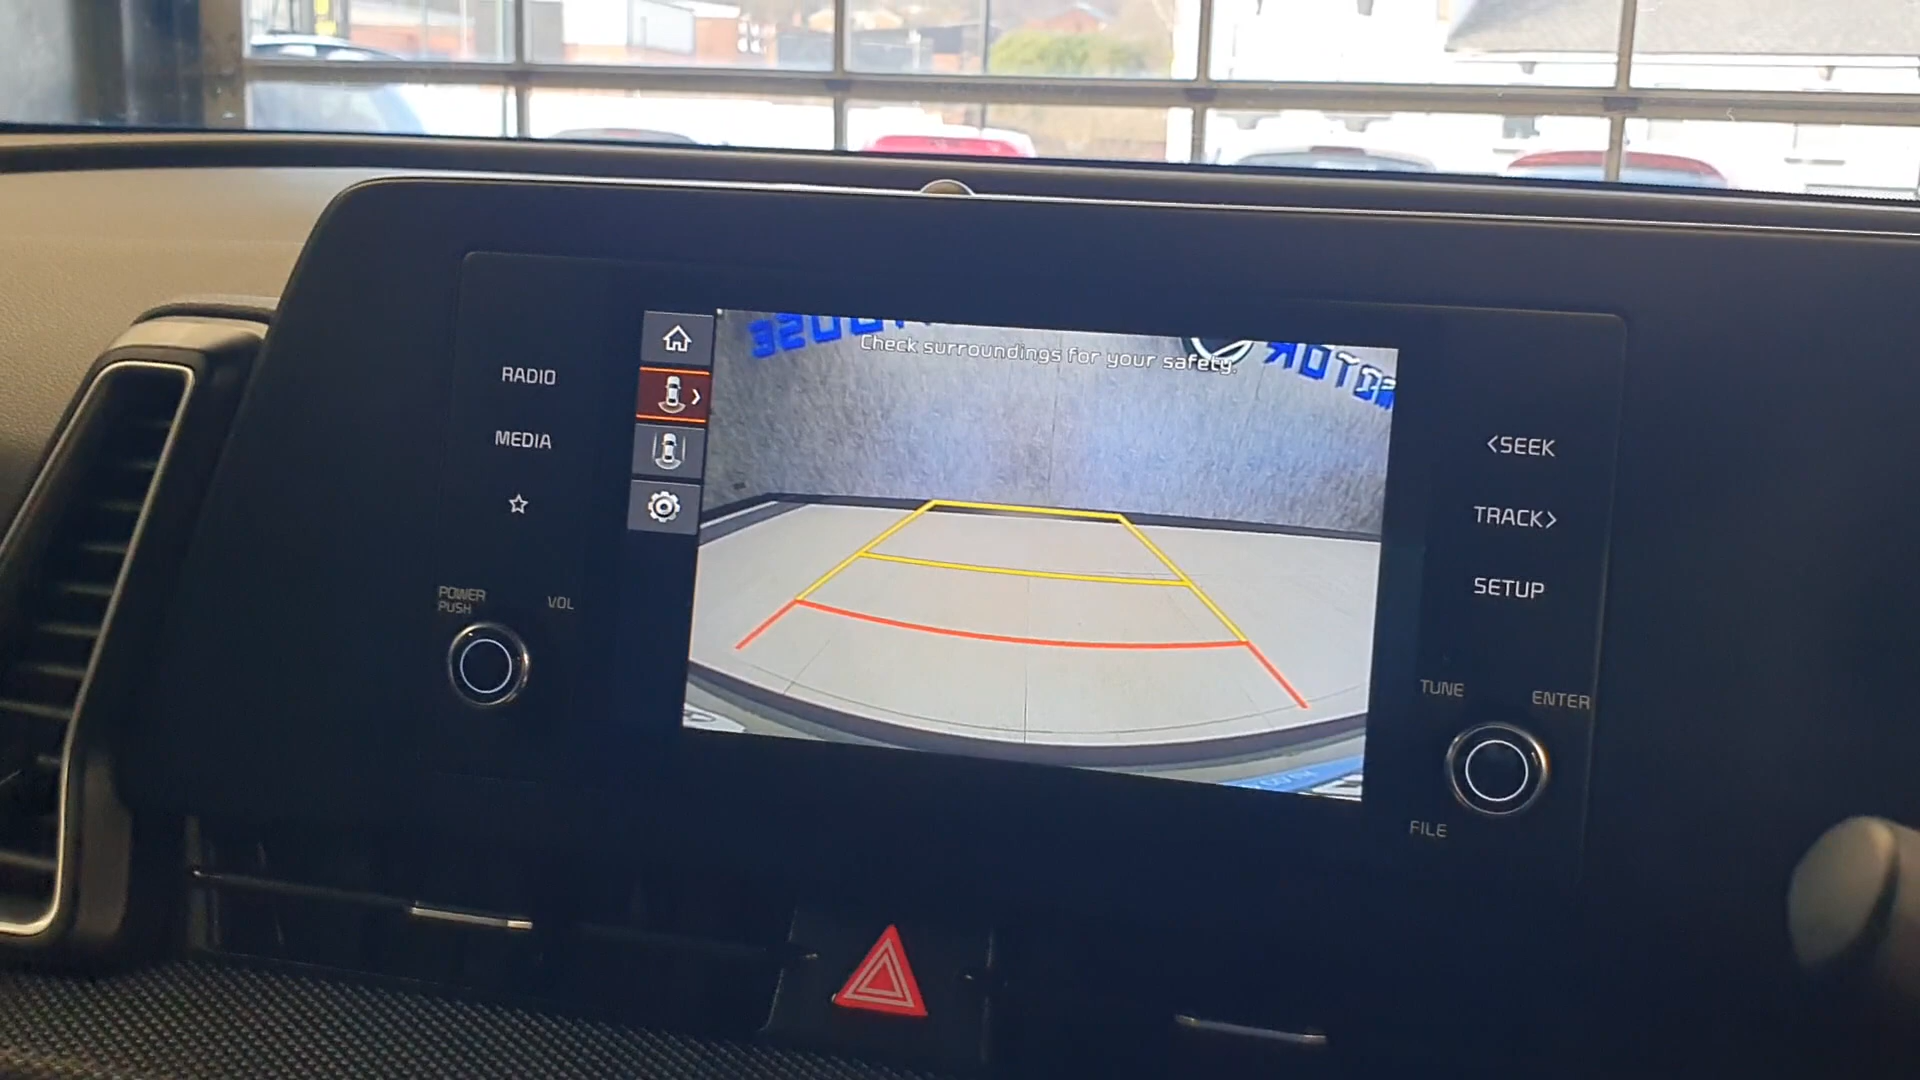 Check surroundings for your safety.
RADIO
MEDIA
<SEEK
TRACK>
SETUP
POWER
PUSH
VOL
TUNE
ENTER
FILE